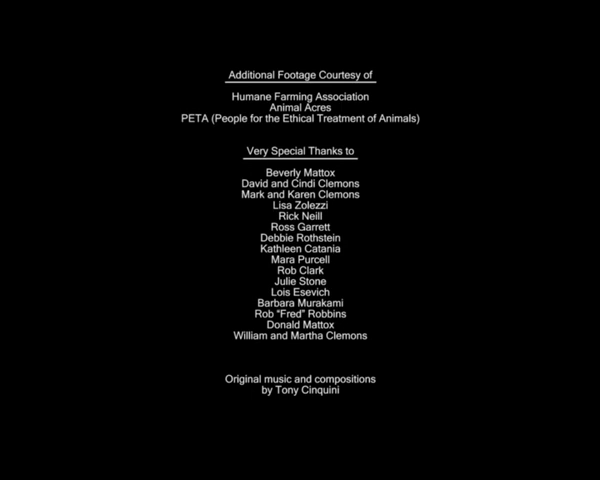 Additional Footage Courtesy of
Humane Farming Association
Animal Acres
PETA (People for the Ethical Treatment of Animals)
Very Special Thanks to
Beverly Mattox
David and Cindi Clemons
Mark and Karen Clemons
Lisa Zolezzi
Rick Neill
Ross Garrett
Debbie Rothstein
Kathleen Catania
Mara Purcell
Rob Clark
Julie Stone
Lois Esevich
Barbara Murakami
Rob “Fred” Robbins
Donald Mattox
William and Martha Clemons
Original music and compositions
by Tony Cinquini